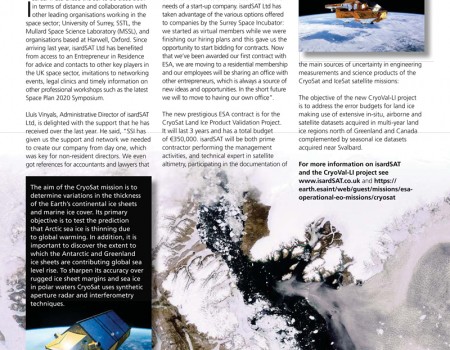 in terms of distance and collaboration with
other leading organisations working in the
space sector; University of Surrey, SSTL, the
Mullard Space Science Laboratory (MSSL), and
organisations based at Harwell, Oxford. Since
arriving last year, isardSAT Ltd has benefited
from access to an Entrepreneur in Residence
for advice and contacts to other key players in
the UK space sector, invitations to networking
events, legal clinics and timely information on
other professional workshops such as the latest
Space Plan 2020 Symposium.
Lluís Vinyals, Administrative Director of isardSAT
Ltd, is delighted with the support that he has
received over the last year. He said, "SSI has
given us the support and network we needed
to create our company from day one, which
was key for non-resident directors. We even
got references for accountants and lawyers that
The aim of the CryoSat mission is to
determine variations in the thickness
of the Earth's continental ice sheets
and marine ice cover. Its primary
objective is to test the prediction
that Arctic sea ice is thinning due
to global warming. In addition, it is
important to discover the extent to
which the Antarctic and Greenland
ice sheets are contributing global sea
level rise. To sharpen its accuracy over
rugged ice sheet margins and sea ice
in polar waters CryoSat uses synthetic
aperture radar and interferometry
techniques.
needs of a start-up company. isardSAT Ltd has
taken advantage of the various options offered
to companies by the Surrey Space Incubator:
we started as virtual members while we were
finishing our hiring plans and this gave us the
opportunity to start bidding for contracts. Now
that we've been awarded our first contract with
ESA, we are moving to a residential membership
and our employees will be sharing an office with
other entrepreneurs, which is always a source of
new ideas and opportunities. In the short future
we will to move to having our own office".
The new prestigious ESA contract is for the
CryoSat Land Ice Product Validation Project.
It will last 3 years and has a total budget
of €350,000. isardSAT will be both prime
contractor performing the management
activities, and technical expert in satellite
altimetry, participating in the documentation of
the main sources of uncertainty in engineering
measurements and science products of the
CryoSat and IceSat satellite missions.
The objective of the new CryoVal-LI project
is to address the error budgets for land ice
making use of extensive in-situ, airborne and
satellite datasets acquired in multi-year land
ice regions north of Greenland and Canada
complemented by seasonal ice datasets
acquired near Svalbard.
For more information on isardSAT
and the CryoVal-LI project see
www.isardSAT.co.uk and https://
earth.esa.int/web/guest/missions/esa-
operational-eo-missions/cryosat